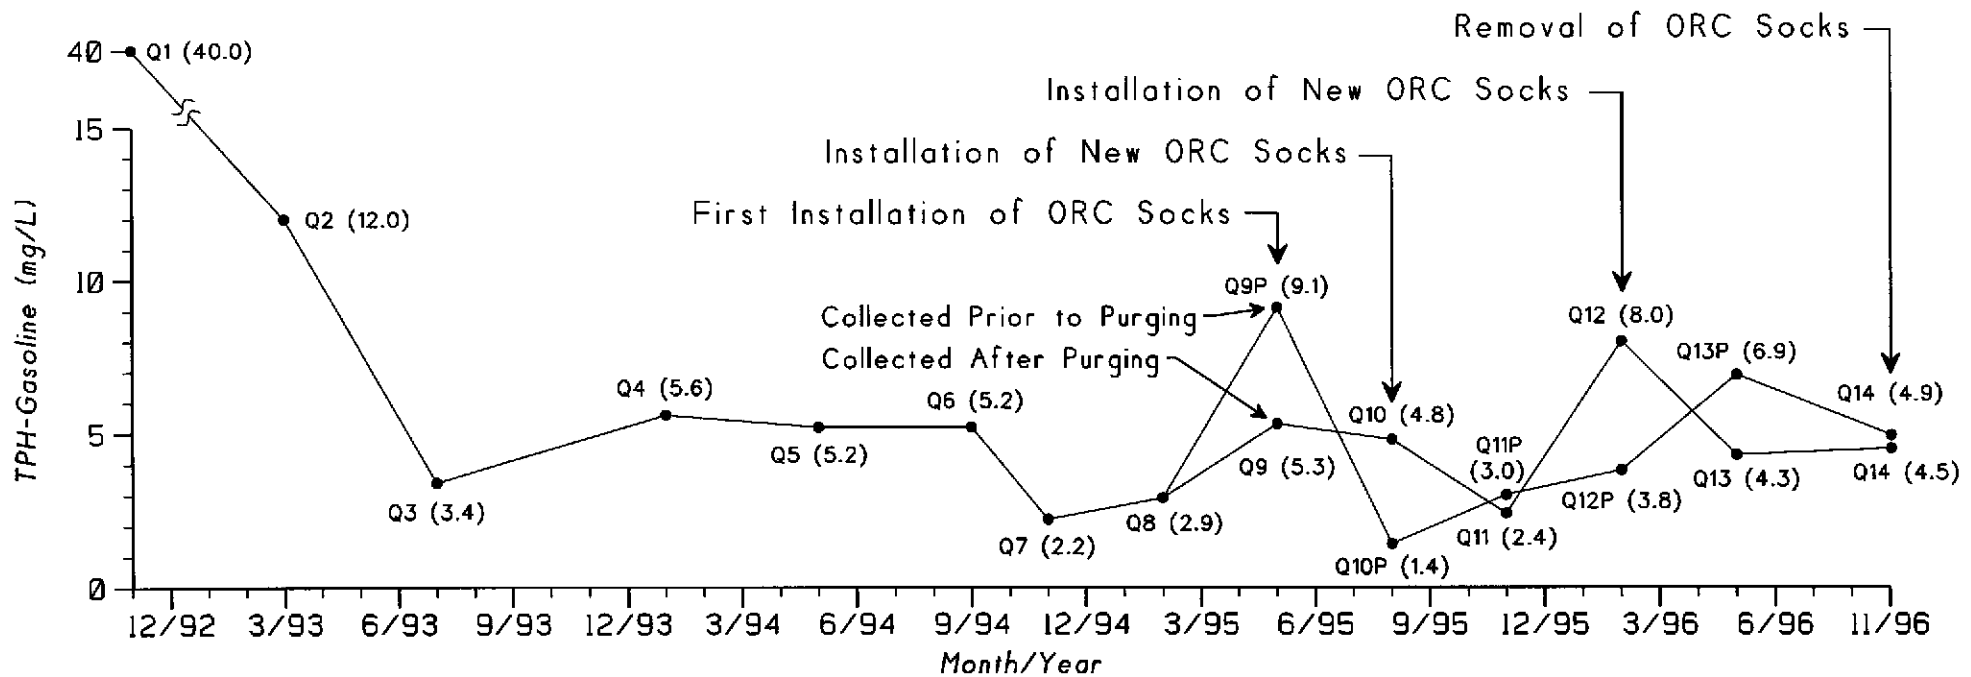 Removal of ORC Socks
40
Q1 (40.0)
Installation of New ORC Socks
15
Installation of New ORC Socks
First Installation of ORC Socks
Q2 (12.0)
TPH-Gasoline (mg/L)
10
Q9P (9.1)
Collected Prior to Purging
Q12 (8.0)
Collected After Purging
Q13P (6.9)
Q4 (5.6)
Q6 (5.2)
Q14 (4.9)
Q10 (4.8)
5
Q5 (5.2)
Q11P
(3.0)
Q9 (5.3)
Q13 (4.3)
Q14 (4.5)
Q12P (3.8)
Q3 (3.4)
Q8 (2.9)
Q7 (2.2)
Q11 (2.4)
Q10P (1.4)
0
12/92 3/93 6/93 9/93 12/93 3/94 6/94 9/94 12/94 3/95 6/95 9/95 12/95 3/96 6/96 11/96
Month/Year